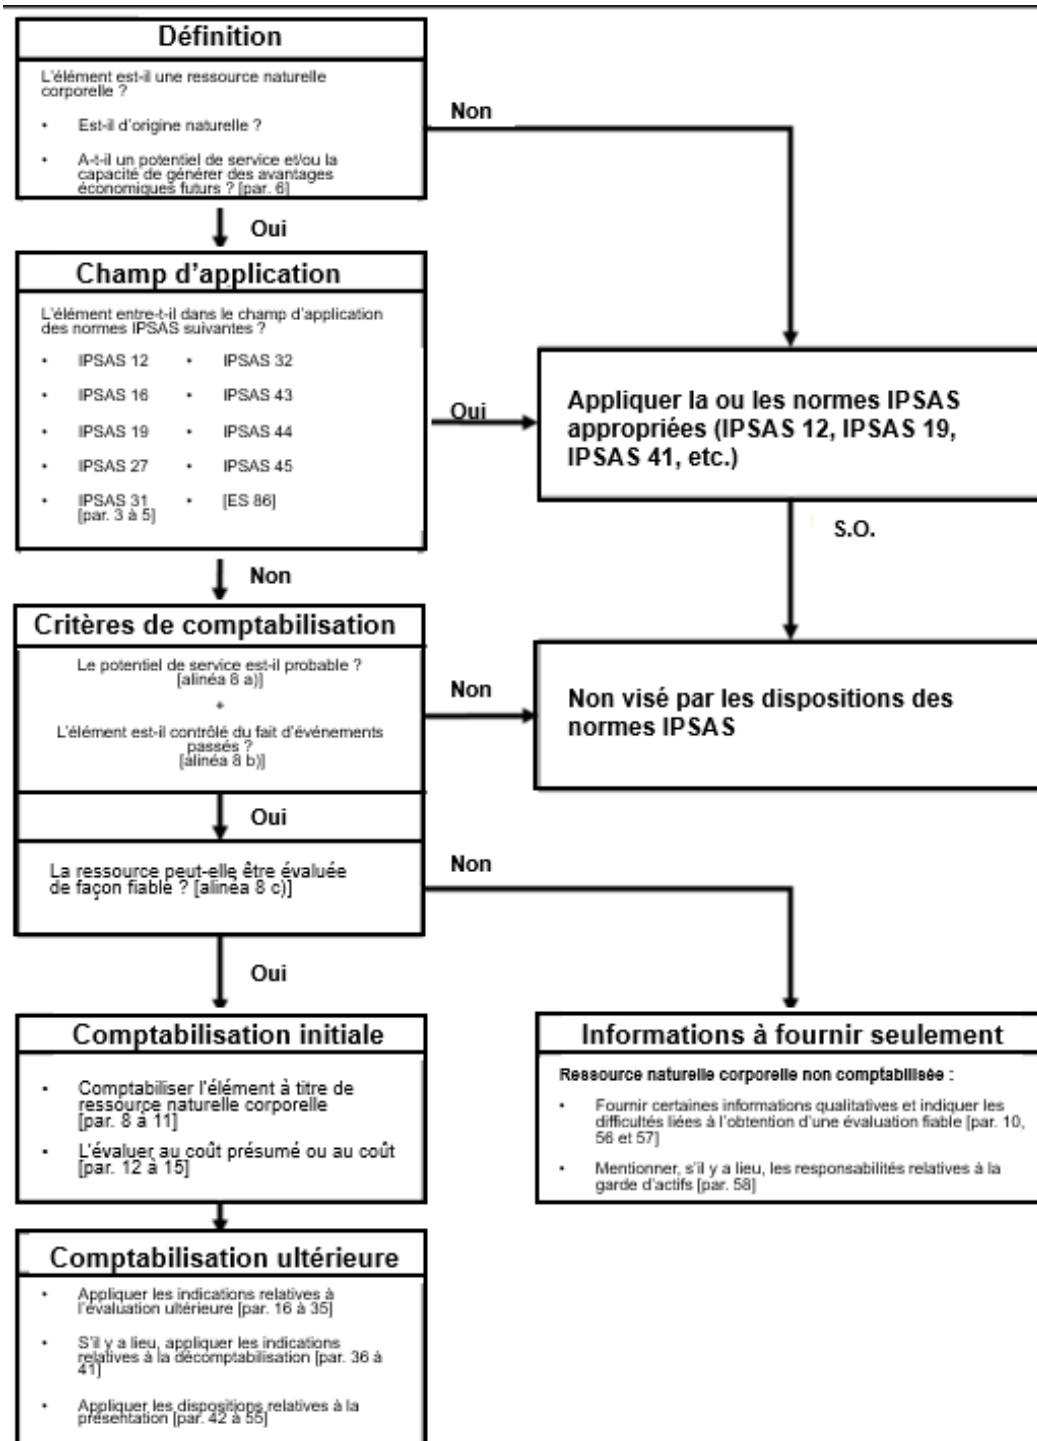 Définition
L'élément est-il une ressource naturelle
corporelle ?
• Est-il d'origine naturelle ?
• A-t-il un potentiel de service et/ou la
capacité de générer des avantages
économiques futurs ? [par. 6]
Non
Oui
Champ d'application
L'élément entre-t-il dans le champ d'application
des normes IPSAS suivantes ?
• IPSAS 12 • IPSAS 32
• IPSAS 16 • IPSAS 43
• IPSAS 19 • IPSAS 44
• IPSAS 27 • IPSAS 45
• IPSAS 31 • [ES 86]
[par. 3 à 5]
Oui
Appliquer la ou les normes IPSAS
appropriées (IPSAS 12, IPSAS 19,
IPSAS 41, etc.)
S.O.
Non
Critères de comptabilisation
Le potentiel de service est-il probable ?
[alinéa 8 a)]
+
L'élément est-il contrôlé du fait d'événements
passés ?
[alinéa 8 b)]
Non
Non visé par les dispositions des
normes IPSAS
Oui
La ressource peut-elle être évaluée
de façon fiable ? [alinéa 8 c)]
Non
Oui
Comptabilisation initiale
• Comptabiliser l'élément à titre de
ressource naturelle corporelle
[par. 8 à 11]
• L'évaluer au coût présumé ou au coût
[par. 12 à 15]
Informations à fournir seulement
Ressource naturelle corporelle non comptabilisée :
• Fournir certaines informations qualitatives et indiquer les
difficultés liées à l'obtention d'une évaluation fiable [par. 10,
56 et 57]
• Mentionner, s'il y a lieu, les responsabilités relatives à la
garde d'actifs [par. 58]
Comptabilisation ultérieure
• Appliquer les indications relatives à
l'évaluation ultérieure [par. 16 à 35]
• S'il y a lieu, appliquer les indications
relatives à la décomptabilisation [par. 36 à
41]
• Appliquer les dispositions relatives à la
présentation [par. 42 à 55]